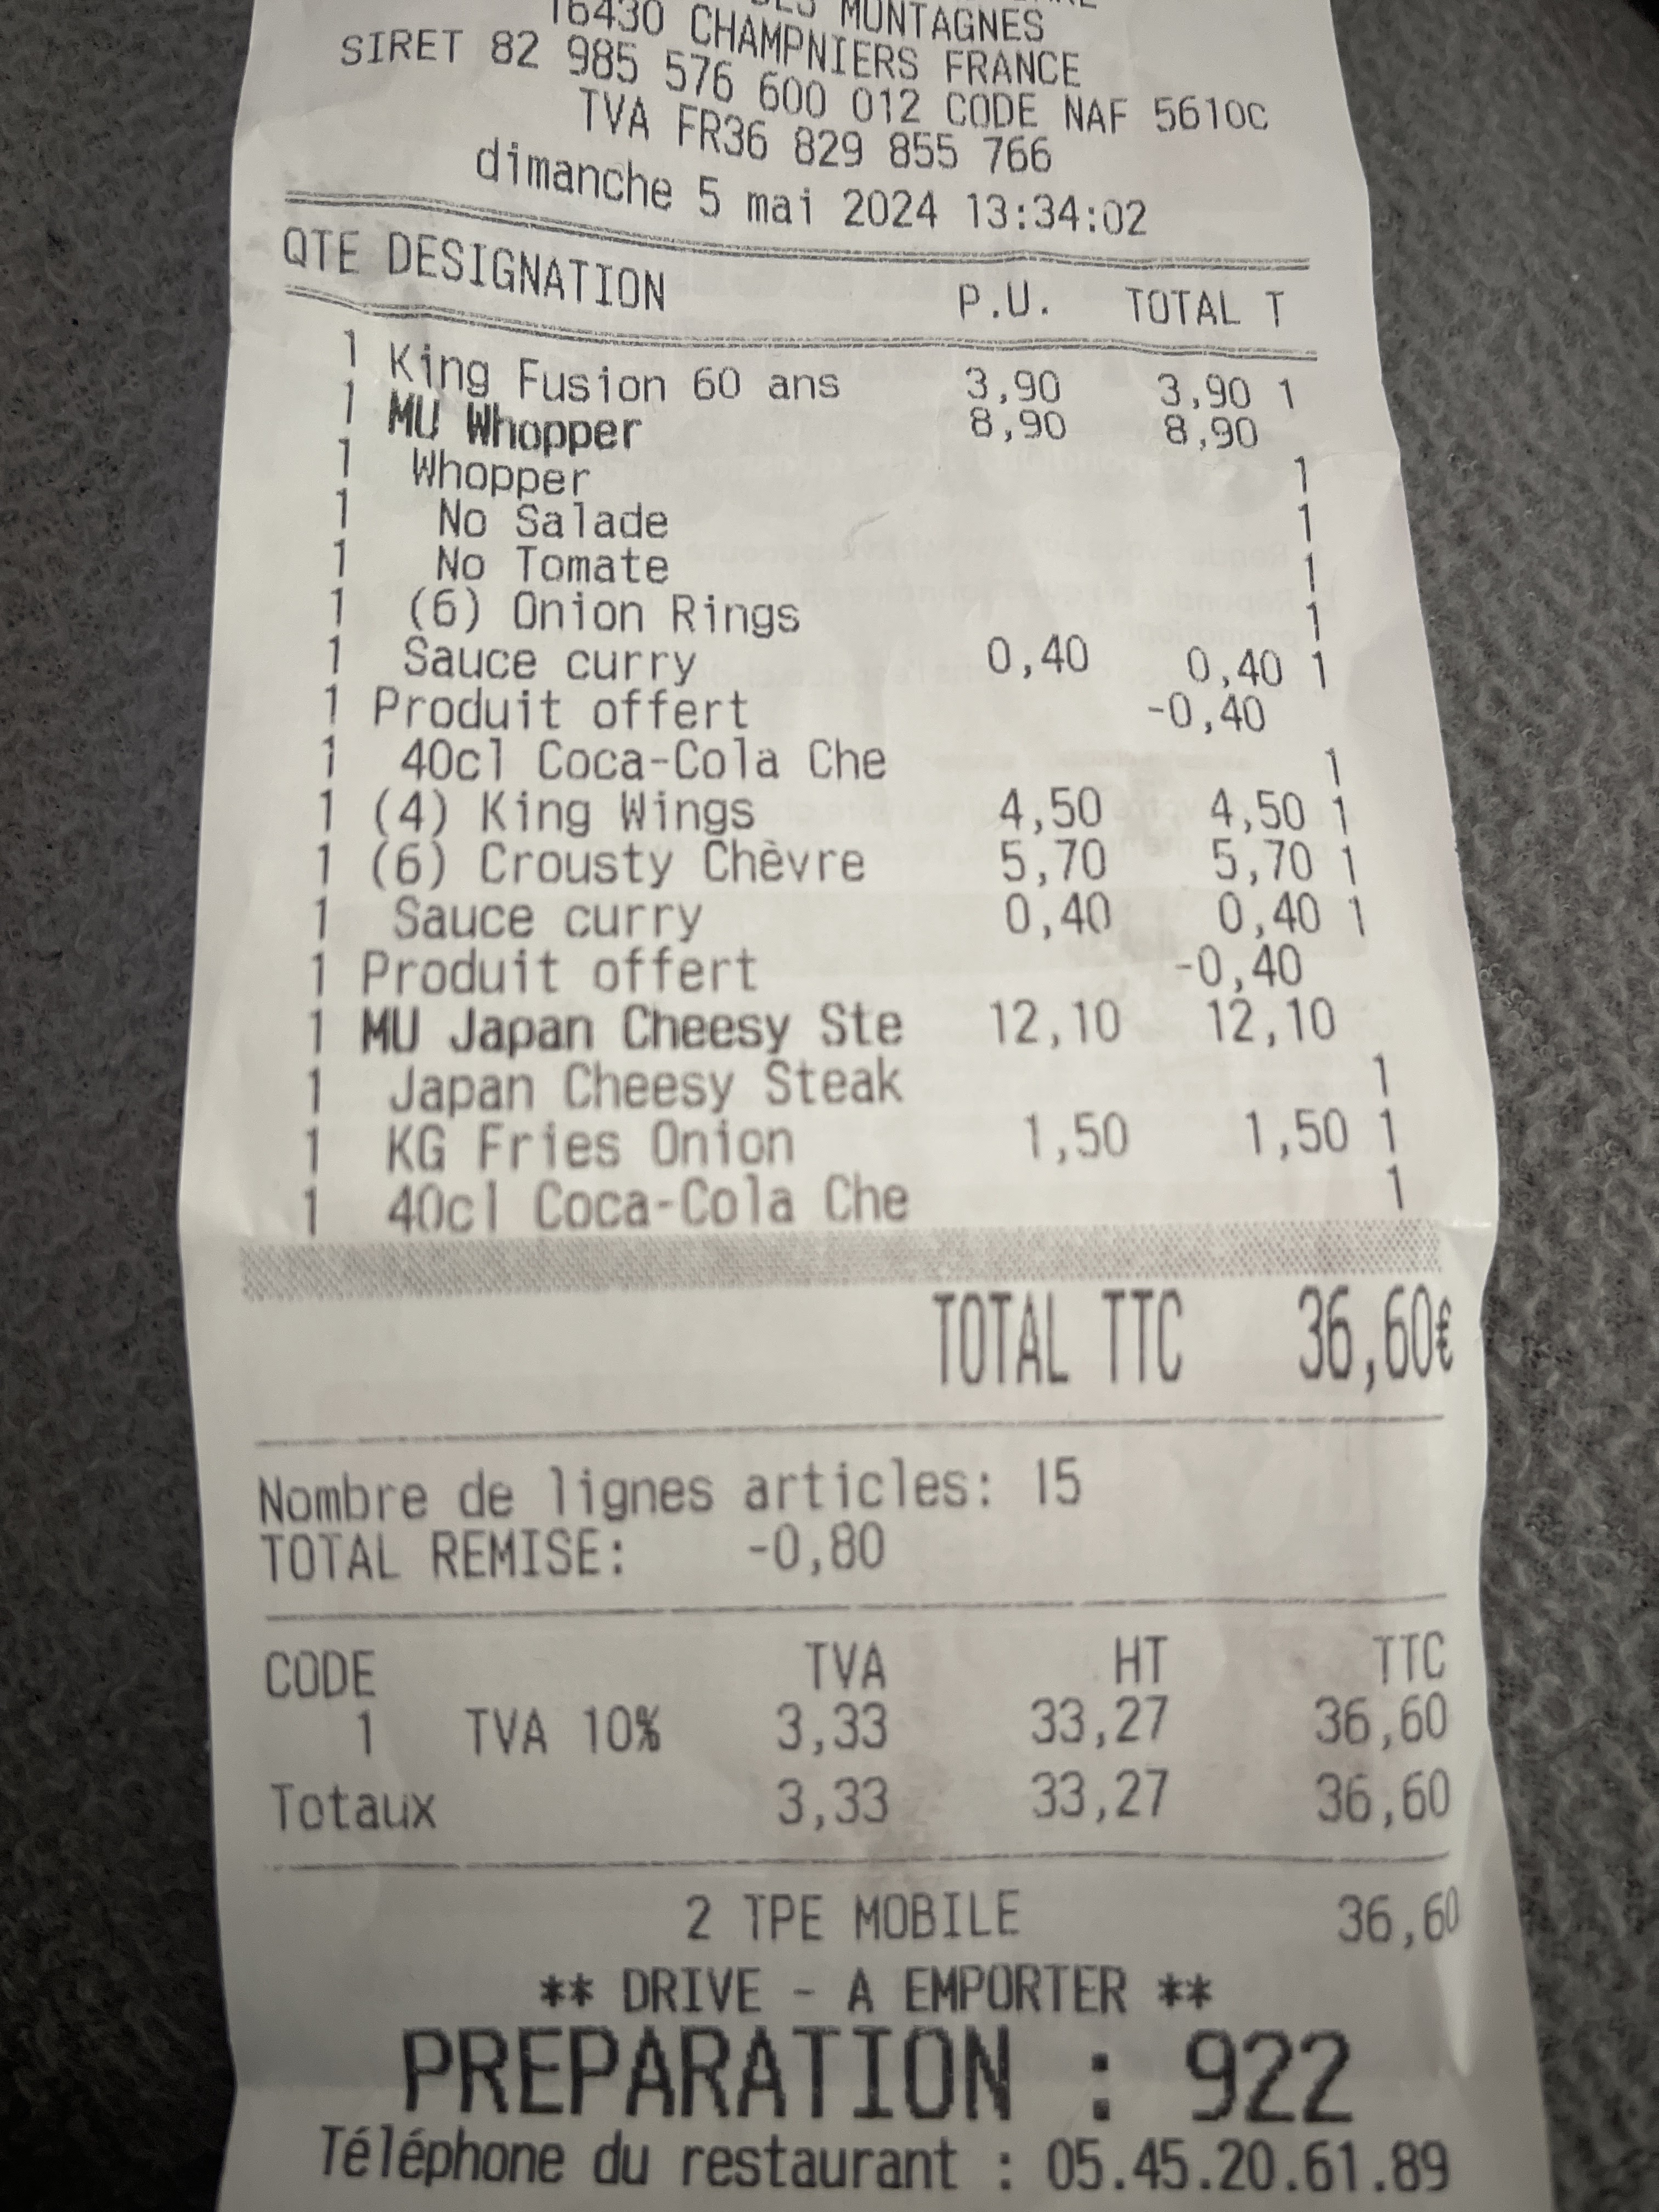 MONTAGNES
16430 CHAMPNIERS FRANCE
SIRET 82 985 576 600 012 CODE NAF 5610C
TVA FR36 829 855 766
dimanche 5 mai 2024 13:34:02
QTE DESIGNATION P.U. TOTAL T
1 King Fusion 60 ans 3,90 3,90 1
1 MU Whopper 8,90 8,90
1 Whopper 1
1 No Salade 1
1 No Tomate 1
1 (6) Onion Rings 1
1 Sauce curry 0,40 0,40 1
1 Produit offert -0,40
1 40cl Coca-Cola Che 1
1 (4) King Wings 4,50 4,50 1
1 (6) Crousty Chèvre 5,70 5,70 1
1 Sauce curry 0,40 0,40 1
1 Produit offert -0,40
1 MU Japan Cheesy Ste 12,10 12,10
1 Japan Cheesy Steak 1
1 KG Fries Onion 1,50 1,50 1
1 40cl Coca-Cola Che 1
TOTAL TTC 36,60€
Nombre de lignes articles: 15
TOTAL REMISE: -0,80
CODE TVA HT TTC
1 TVA 10% 3,33 33,27 36,60
Totaux 3,33 33,27 36,60
2 TPE MOBILE 36,60
** DRIVE - A EMPORTER **
PREPARATION : 922
Téléphone du restaurant : 05.45.20.61.89